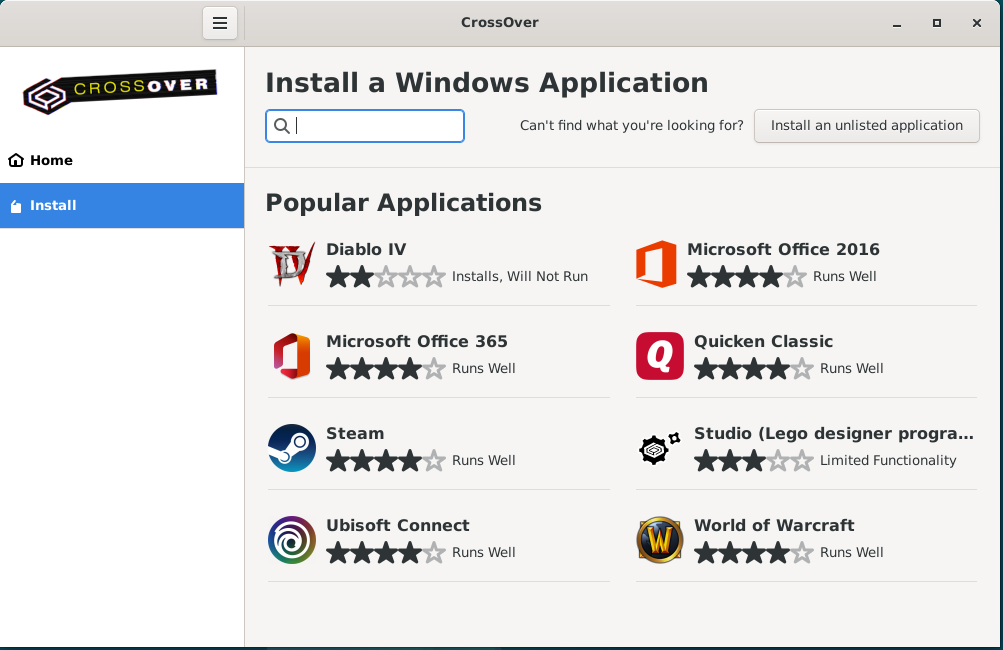 CrossOver
CROSSOVER
Home
Install
Install a Windows Application
Can't find what you're looking for?
Install an unlisted application
Popular Applications
Diablo IV
Installs, Will Not Run
Microsoft Office 2016
Runs Well
Microsoft Office 365
Runs Well
Quicken Classic
Runs Well
Steam
Runs Well
Studio (Lego designer progra...
Limited Functionality
Ubisoft Connect
Runs Well
World of Warcraft
Runs Well